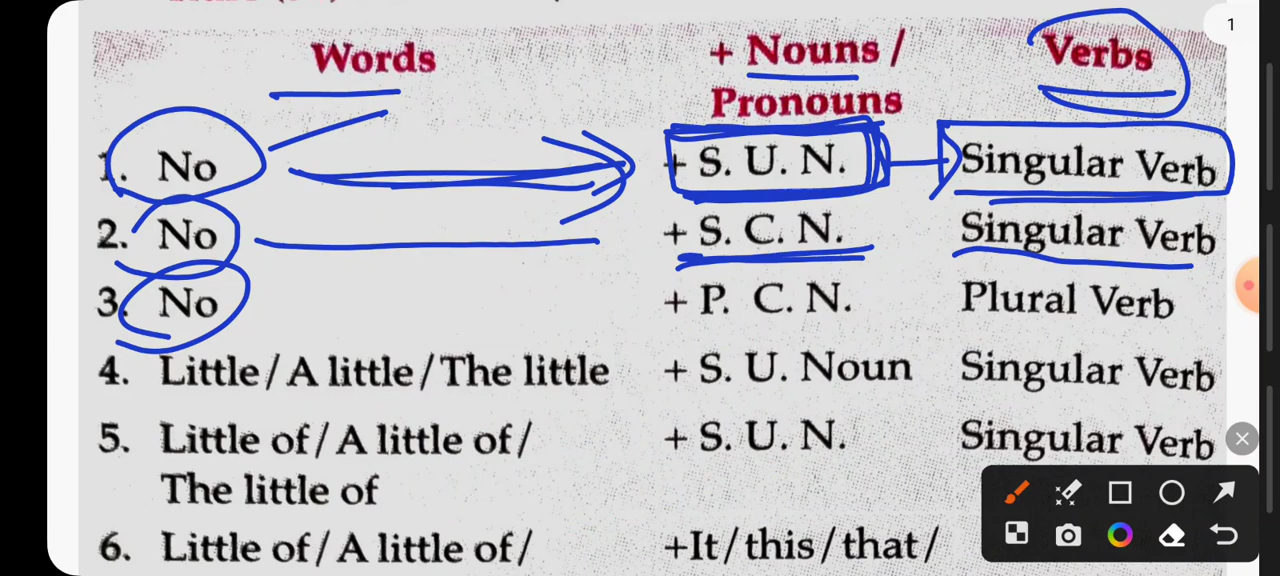 1
Words + Nouns / Verbs
Pronouns
1. No + S. U. N. Singular Verb
2. No + S. C. N. Singular Verb
3. No + P. C. N. Plural Verb
4. Little / A little / The little + S. U. Noun Singular Verb
5. Little of / A little of / + S. U. N. Singular Verb
The little of
6. Little of / A little of / +It / this / that /